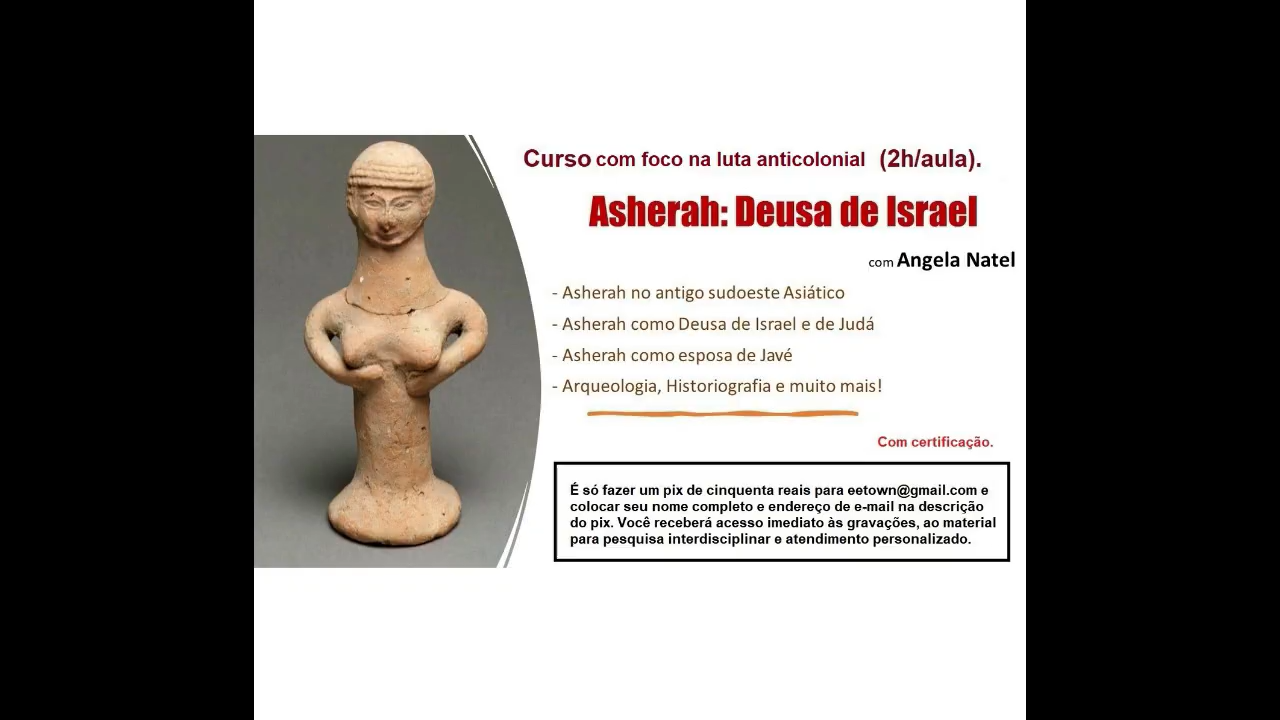 Curso com foco na luta anticolonial (2h/aula).
Asherah: Deusa de Israel
com Angela Natel
- Asherah no antigo sudoeste Asiático
- Asherah como Deusa de Israel e de Judá
- Asherah como esposa de Javé
- Arqueologia, Historiografia e muito mais!
Com certificação.
É só fazer um pix de cinquenta reais para eetown@gmail.com e
colocar seu nome completo e endereço de e-mail na descrição
do pix. Você receberá acesso imediato às gravações, ao material
para pesquisa interdisciplinar e atendimento personalizado.